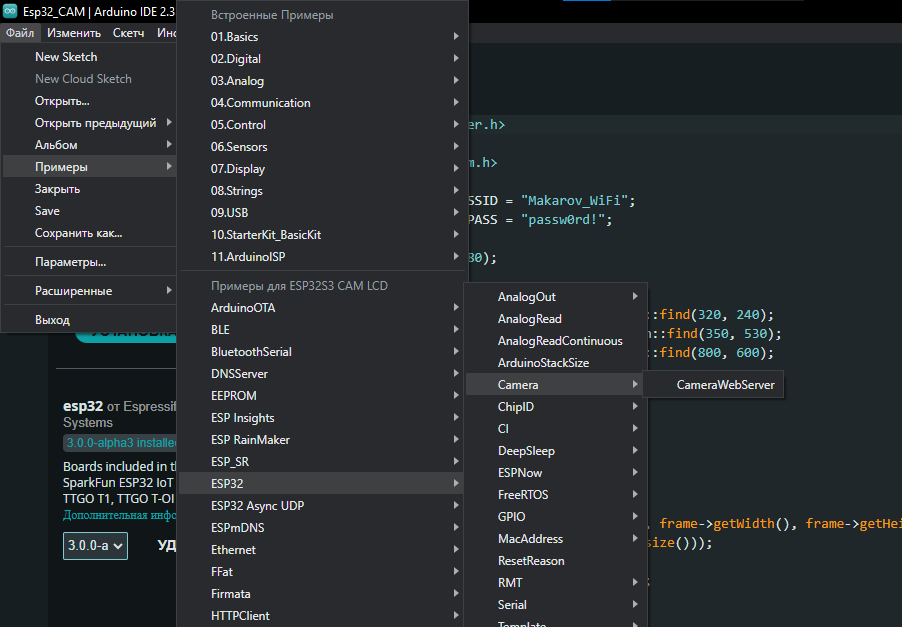 Esp32_CAM | Arduino IDE 2.3
Файл Изменить Скетч Инс
New Sketch
New Cloud Sketch
Открыть...
Открыть предыдущий
Альбом
Примеры
Закрыть
Save
Сохранить как...
Параметры...
Расширенные
Выход
esp32 от Espressif
Systems
3.0.0-alpha3 installed
Boards included in th
SparkFun ESP32 IoT
TTGO T1, TTGO T-OI
Дополнительная инфо
3.0.0-a УД
Встроенные Примеры
01.Basics
02.Digital
03.Analog
04.Communication
05.Control
06.Sensors
07.Display
08.Strings
09.USB
10.StarterKit_BasicKit
11.ArduinoISP
Примеры для ESP32S3 CAM LCD
ArduinoOTA
BLE
BluetoothSerial
DNSServer
EEPROM
ESP Insights
ESP RainMaker
ESP_SR
ESP32
ESP32 Async UDP
ESPmDNS
Ethernet
FFat
Firmata
HTTPClient
AnalogOut
AnalogRead
AnalogReadContinuous
ArduinoStackSize
Camera
ChipID
CI
DeepSleep
ESPNow
FreeRTOS
GPIO
MacAddress
ResetReason
RMT
Serial
Template
CameraWebServer
er.h>
m.h>
SSID = "Makarov_WiFi";
PASS = "passw0rd!";
80);
::find(320, 240);
n::find(350, 530);
::find(800, 600);
, frame->getWidth(), frame->getHei
size()));
;